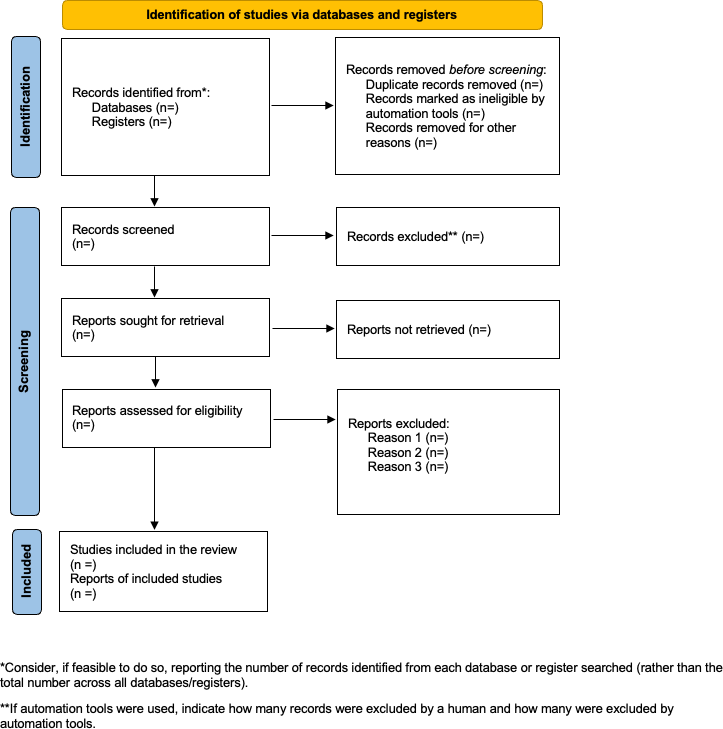 Identification of studies via databases and registers
Identification
Records identified from*:
Databases (n=)
Registers (n=)
Records removed before screening:
Duplicate records removed (n=)
Records marked as ineligible by
automation tools (n=)
Records removed for other
reasons (n=)
Screening
Records screened
(n=)
Records excluded** (n=)
Reports sought for retrieval
(n=)
Reports not retrieved (n=)
Reports assessed for eligibility
(n=)
Reports excluded:
Reason 1 (n=)
Reason 2 (n=)
Reason 3 (n=)
Included
Studies included in the review
(n =)
Reports of included studies
(n =)
*Consider, if feasible to do so, reporting the number of records identified from each database or register searched (rather than the
total number across all databases/registers).
**If automation tools were used, indicate how many records were excluded by a human and how many were excluded by
automation tools.